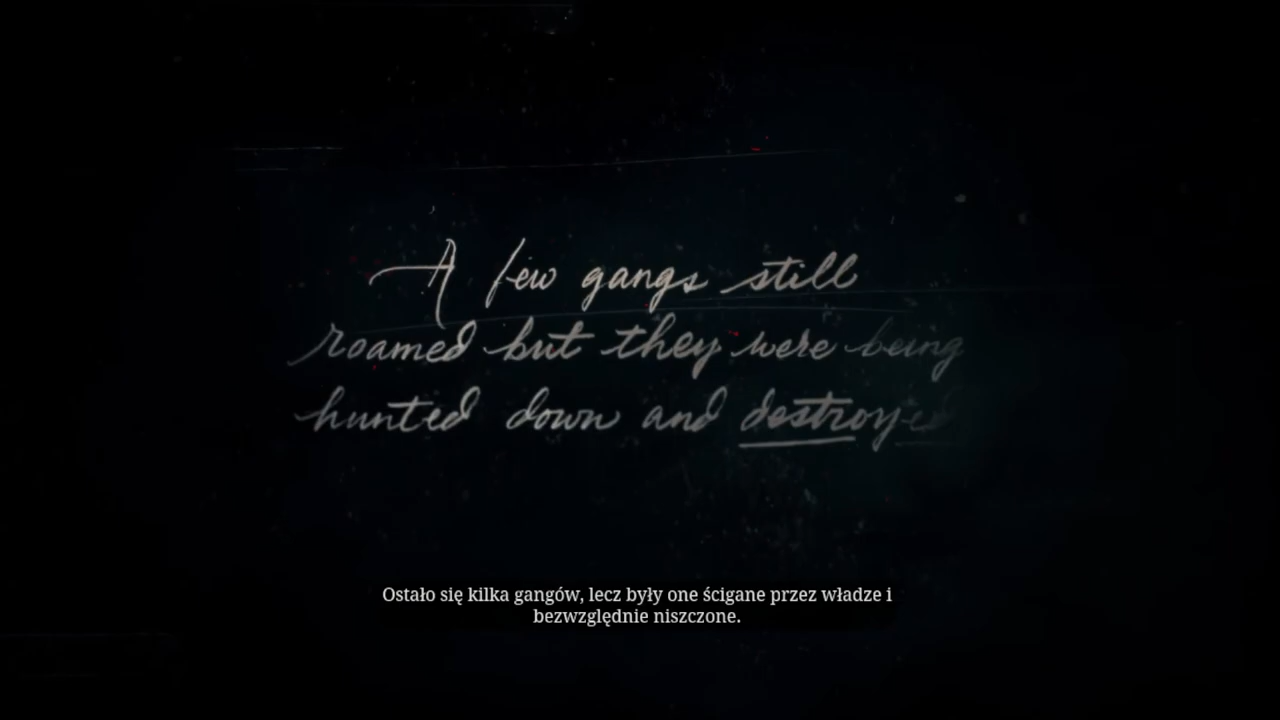 A few gangs still
roamed but they were being
hunted down and destroyed
Ostało się kilka gangów, lecz były one ścigane przez władze i
bezwzględnie niszczone.